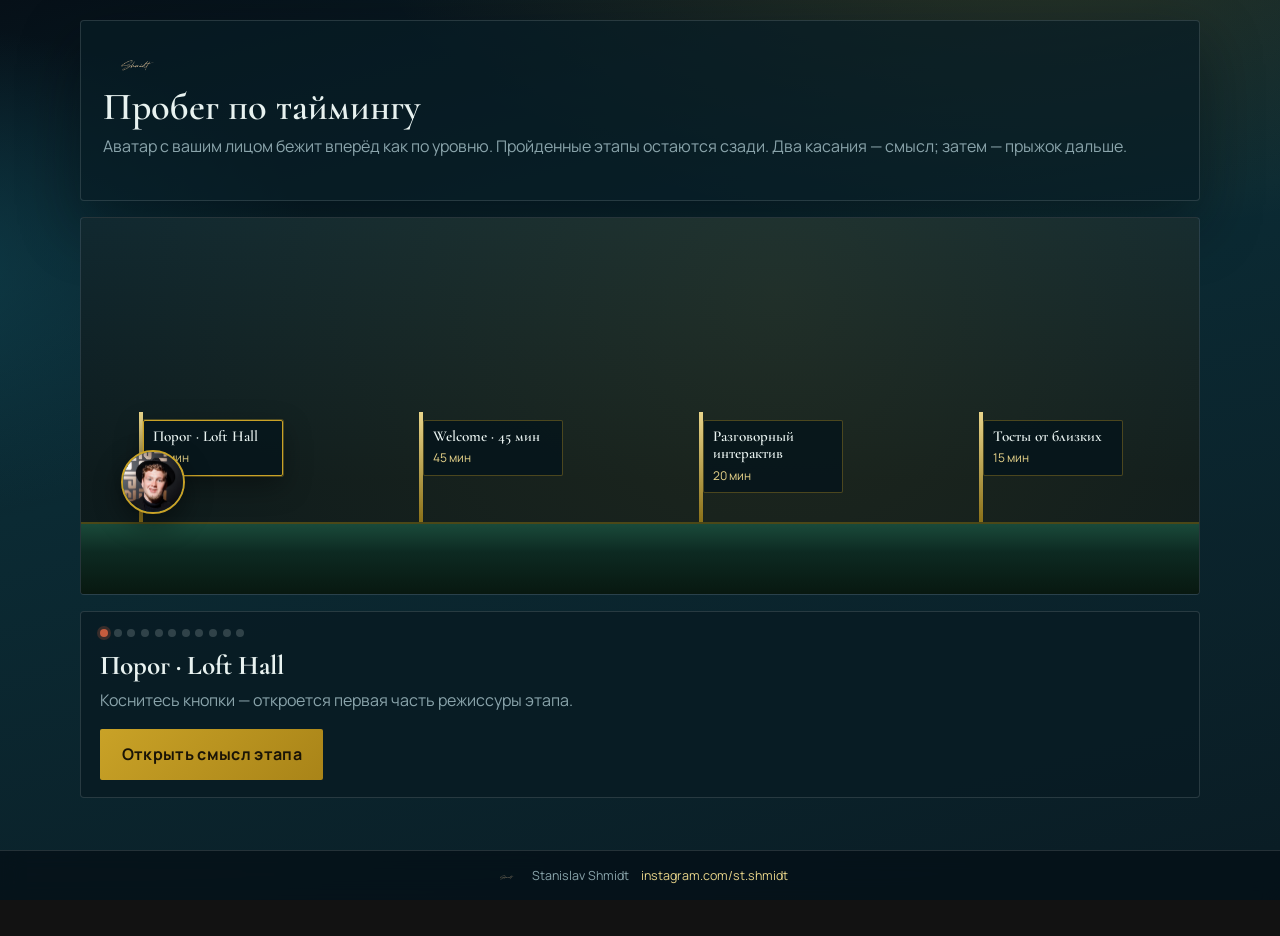 Shmidt
Пробег по таймингу
Аватар с вашим лицом бежит вперёд как по уровню. Пройденные этапы остаются сзади. Два касания — смысл; затем — прыжок дальше.
Порог · Loft Hall
мин
Welcome · 45 мин
45 мин
Разговорный
интерактив
20 мин
Тосты от близких
15 мин
Порог · Loft Hall
Коснитесь кнопки — откроется первая часть режиссуры этапа.
Открыть смысл этапа
Stanislav Shmidt instagram.com/st.shmidt